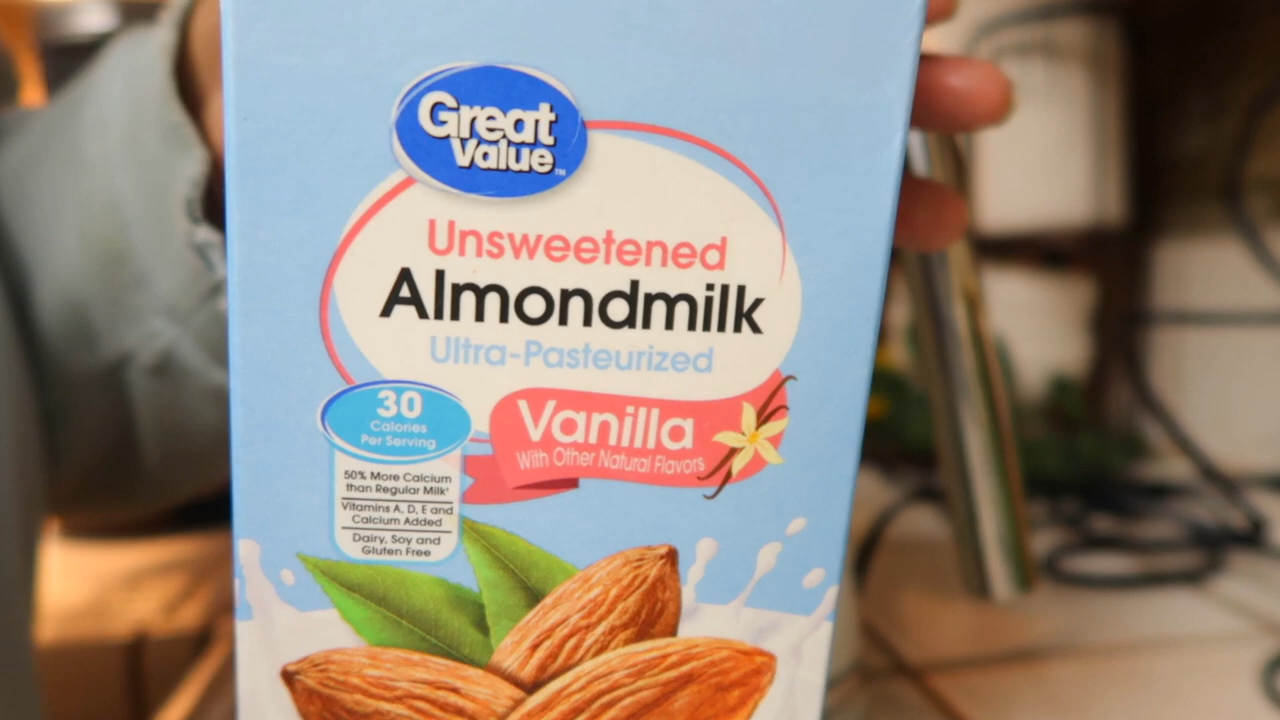 Great
Value™
Unsweetened
Almondmilk
Ultra-Pasteurized
Vanilla
With Other Natural Flavors
30
Calories
Per Serving
50% More Calcium
than Regular Milk*
Vitamins A, D, E and
Calcium Added
Dairy, Soy and
Gluten Free